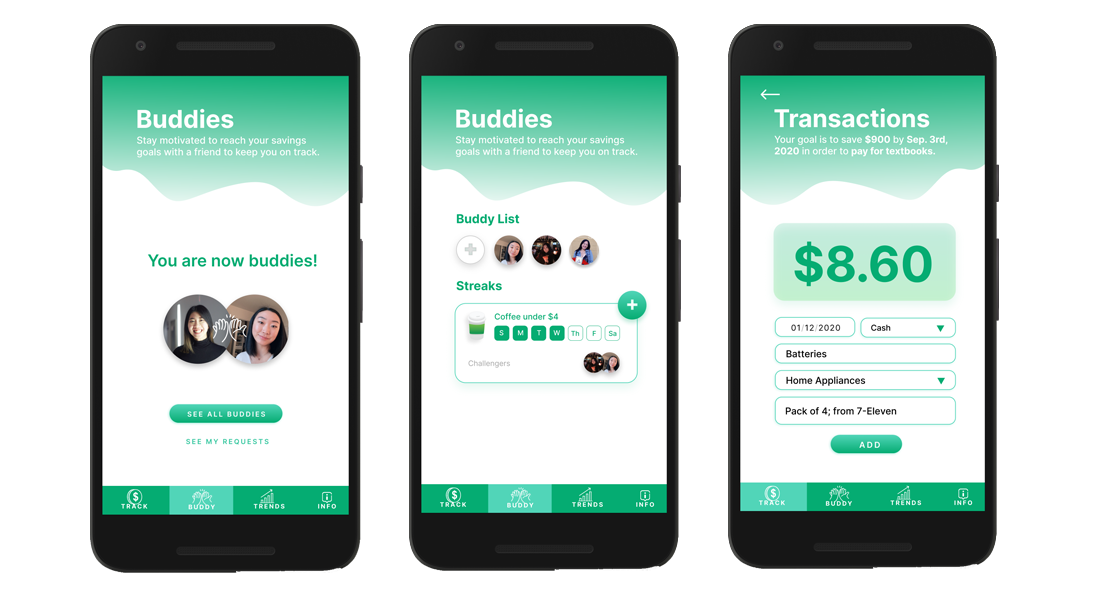 Buddies
Stay motivated to reach your savings
goals with a friend to keep you on track.
You are now buddies!
SEE ALL BUDDIES
SEE MY REQUESTS
$
TRACK
BUDDY
TRENDS
INFO
Buddies
Stay motivated to reach your savings
goals with a friend to keep you on track.
Buddy List
Streaks
Coffee under $4
S M T W Th F Sa
Challengers
$
TRACK
BUDDY
TRENDS
INFO
Transactions
Your goal is to save $900 by Sep. 3rd,
2020 in order to pay for textbooks.
$8.60
01/12/2020
Cash
Batteries
Home Appliances
Pack of 4; from 7-Eleven
ADD
$
TRACK
BUDDY
TRENDS
INFO